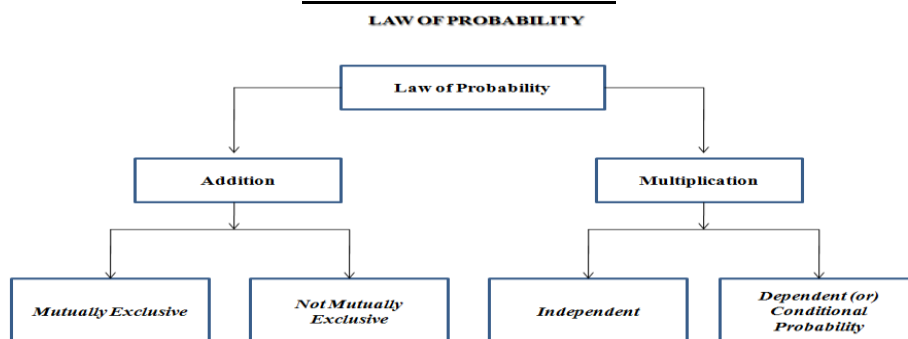 LAW OF PROBABILITY
Law of Probability
Addition
Multiplication
Mutually Exclusive
Not Mutually
Exclusive
Independent
Dependent (or)
Conditional
Probability